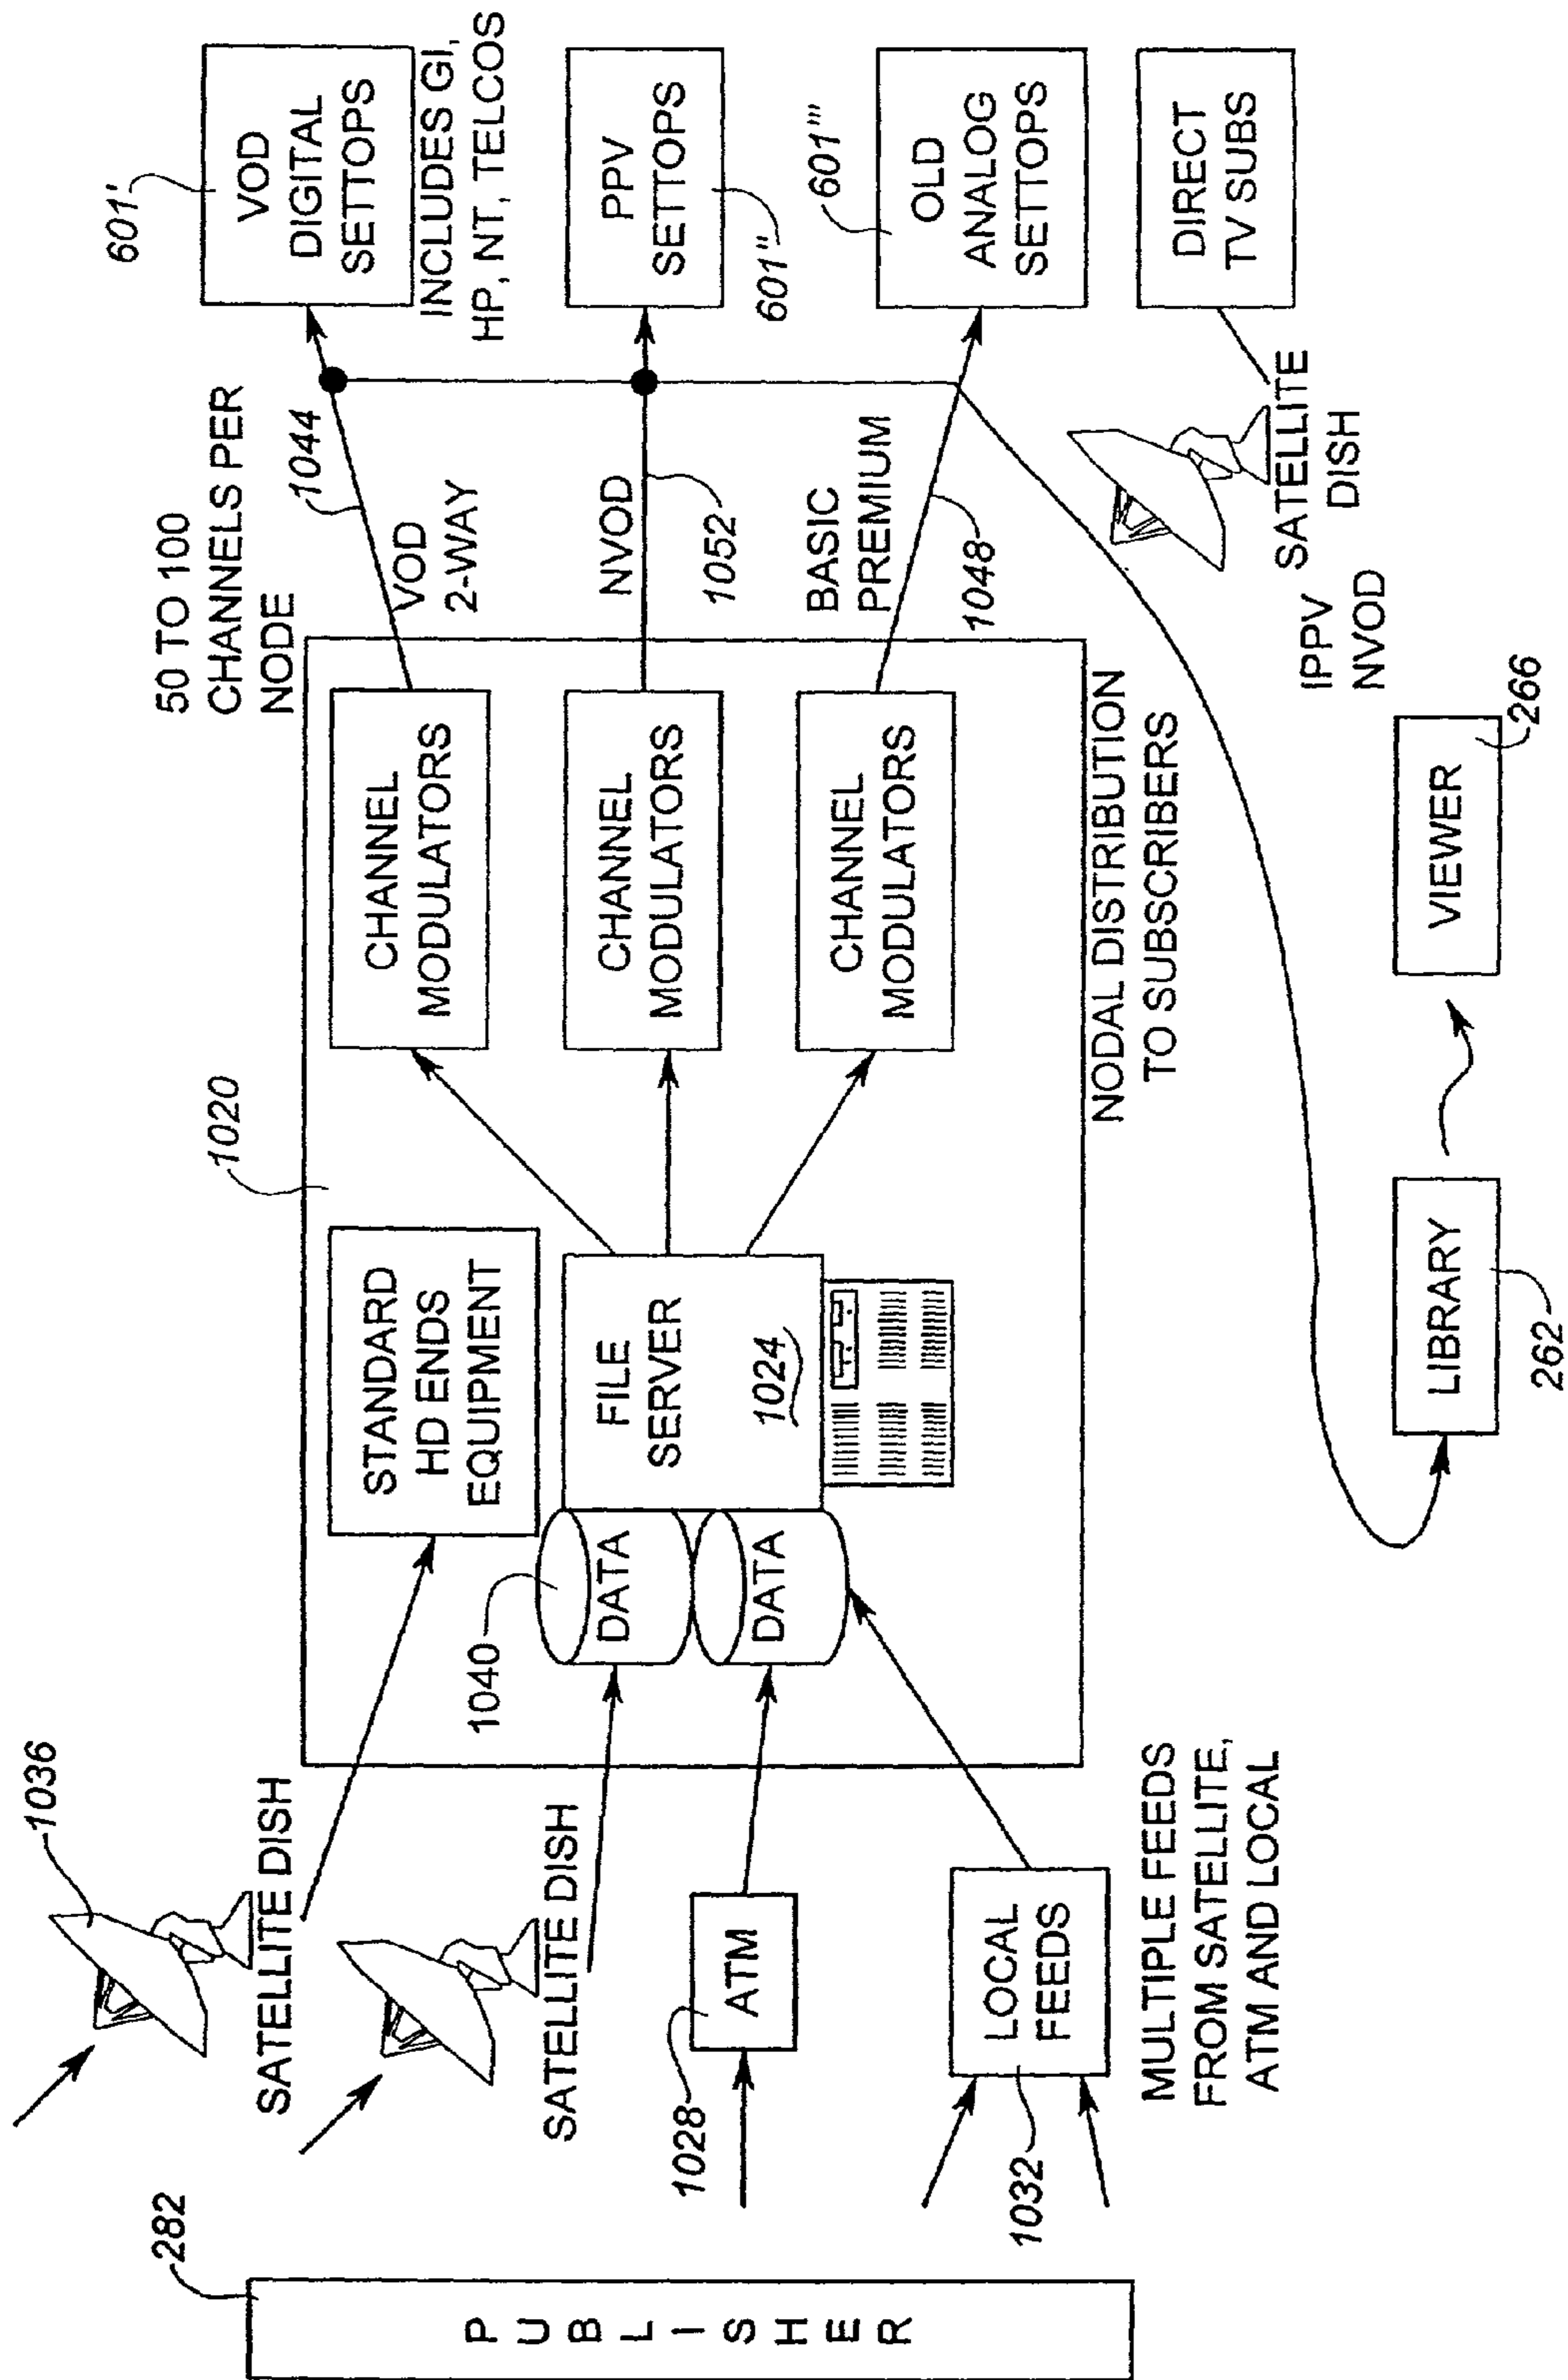 282
PUBLISHER
1036
SATELLITE DISH
SATELLITE DISH
1028
ATM
1032
LOCAL
FEEDS
MULTIPLE FEEDS
FROM SATELLITE,
ATM AND LOCAL
1020
STANDARD
HD ENDS
EQUIPMENT
1040
DATA
DATA
FILE
SERVER
1024
CHANNEL
MODULATORS
CHANNEL
MODULATORS
CHANNEL
MODULATORS
NODAL DISTRIBUTION
TO SUBSCRIBERS
50 TO 100
CHANNELS PER
NODE
1044
VOD
2-WAY
NVOD
1052
BASIC
PREMIUM
1048
601'
VOD
DIGITAL
SETTOPS
INCLUDES GI,
HP, NT, TELCOS
PPV
SETTOPS
601"
601"'
OLD
ANALOG
SETTOPS
DIRECT
TV SUBS
SATELLITE
DISH
IPPV
NVOD
LIBRARY
262
VIEWER
266